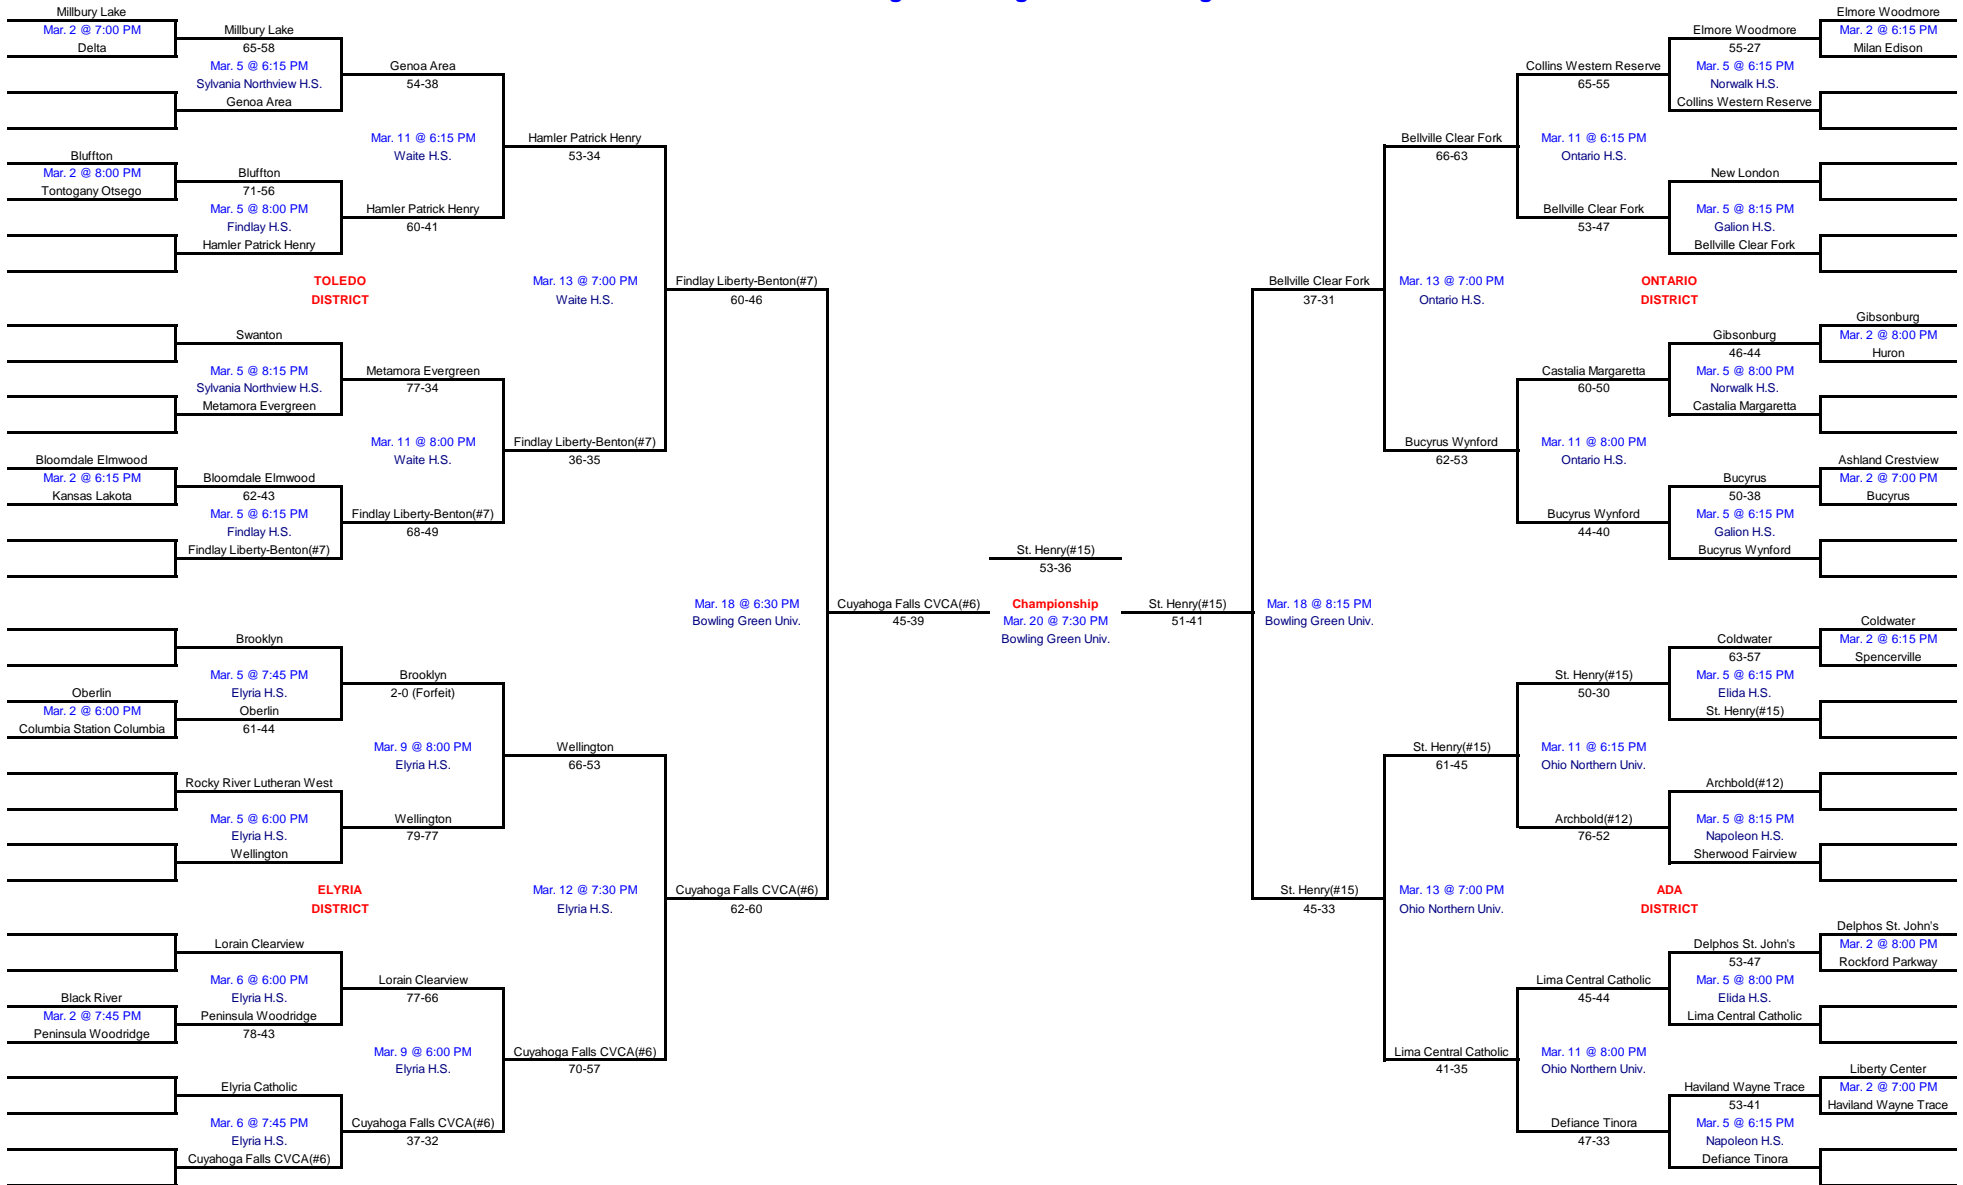 Millbury Lake
Mar. 2 @ 7:00 PM
Delta
Millbury Lake
65-58
Mar. 5 @ 6:15 PM
Sylvania Northview H.S.
Genoa Area
Genoa Area
54-38
Mar. 11 @ 6:15 PM
Waite H.S.
Hamler Patrick Henry
53-34
Bluffton
Mar. 2 @ 8:00 PM
Tontogany Otsego
Bluffton
71-56
Mar. 5 @ 8:00 PM
Findlay H.S.
Hamler Patrick Henry
Hamler Patrick Henry
60-41
TOLEDO
DISTRICT
Mar. 13 @ 7:00 PM
Waite H.S.
Findlay Liberty-Benton(#7)
60-46
Swanton
Mar. 5 @ 8:15 PM
Sylvania Northview H.S.
Metamora Evergreen
Metamora Evergreen
77-34
Mar. 11 @ 8:00 PM
Waite H.S.
Findlay Liberty-Benton(#7)
36-35
Bloomdale Elmwood
Mar. 2 @ 6:15 PM
Kansas Lakota
Bloomdale Elmwood
62-43
Mar. 5 @ 6:15 PM
Findlay H.S.
Findlay Liberty-Benton(#7)
Findlay Liberty-Benton(#7)
68-49
Mar. 18 @ 6:30 PM
Bowling Green Univ.
Cuyahoga Falls CVCA(#6)
45-39
Brooklyn
Mar. 5 @ 7:45 PM
Elyria H.S.
Oberlin
Mar. 2 @ 6:00 PM
Columbia Station Columbia
Oberlin
61-44
Brooklyn
2-0 (Forfeit)
Mar. 9 @ 8:00 PM
Elyria H.S.
Wellington
66-53
Rocky River Lutheran West
Mar. 5 @ 6:00 PM
Elyria H.S.
Wellington
Wellington
79-77
ELYRIA
DISTRICT
Mar. 12 @ 7:30 PM
Elyria H.S.
Cuyahoga Falls CVCA(#6)
62-60
Lorain Clearview
Mar. 6 @ 6:00 PM
Elyria H.S.
Black River
Mar. 2 @ 7:45 PM
Peninsula Woodridge
Peninsula Woodridge
78-43
Lorain Clearview
77-66
Mar. 9 @ 6:00 PM
Elyria H.S.
Cuyahoga Falls CVCA(#6)
70-57
Elyria Catholic
Mar. 6 @ 7:45 PM
Elyria H.S.
Cuyahoga Falls CVCA(#6)
Cuyahoga Falls CVCA(#6)
37-32
St. Henry(#15)
53-36
Championship
Mar. 20 @ 7:30 PM
Bowling Green Univ.
St. Henry(#15)
51-41
Mar. 18 @ 8:15 PM
Bowling Green Univ.
Elmore Woodmore
Mar. 2 @ 6:15 PM
Milan Edison
Elmore Woodmore
55-27
Mar. 5 @ 6:15 PM
Norwalk H.S.
Collins Western Reserve
Collins Western Reserve
65-55
Mar. 11 @ 6:15 PM
Ontario H.S.
Bellville Clear Fork
66-63
New London
Mar. 5 @ 8:15 PM
Galion H.S.
Bellville Clear Fork
Bellville Clear Fork
53-47
Bellville Clear Fork
37-31
Mar. 13 @ 7:00 PM
Ontario H.S.
ONTARIO
DISTRICT
Gibsonburg
Mar. 2 @ 8:00 PM
Huron
Gibsonburg
46-44
Mar. 5 @ 8:00 PM
Norwalk H.S.
Castalia Margaretta
Castalia Margaretta
60-50
Mar. 11 @ 8:00 PM
Ontario H.S.
Bucyrus Wynford
62-53
Ashland Crestview
Mar. 2 @ 7:00 PM
Bucyrus
Bucyrus
50-38
Mar. 5 @ 6:15 PM
Galion H.S.
Bucyrus Wynford
Bucyrus Wynford
44-40
Coldwater
Mar. 2 @ 6:15 PM
Spencerville
Coldwater
63-57
Mar. 5 @ 6:15 PM
Elida H.S.
St. Henry(#15)
St. Henry(#15)
50-30
Mar. 11 @ 6:15 PM
Ohio Northern Univ.
St. Henry(#15)
61-45
Archbold(#12)
Mar. 5 @ 8:15 PM
Napoleon H.S.
Sherwood Fairview
Archbold(#12)
76-52
St. Henry(#15)
45-33
Mar. 13 @ 7:00 PM
Ohio Northern Univ.
ADA
DISTRICT
Delphos St. John's
Mar. 2 @ 8:00 PM
Rockford Parkway
Delphos St. John's
53-47
Mar. 5 @ 8:00 PM
Elida H.S.
Lima Central Catholic
Lima Central Catholic
45-44
Mar. 11 @ 8:00 PM
Ohio Northern Univ.
Lima Central Catholic
41-35
Liberty Center
Mar. 2 @ 7:00 PM
Haviland Wayne Trace
Haviland Wayne Trace
53-41
Mar. 5 @ 6:15 PM
Napoleon H.S.
Defiance Tinora
Defiance Tinora
47-33